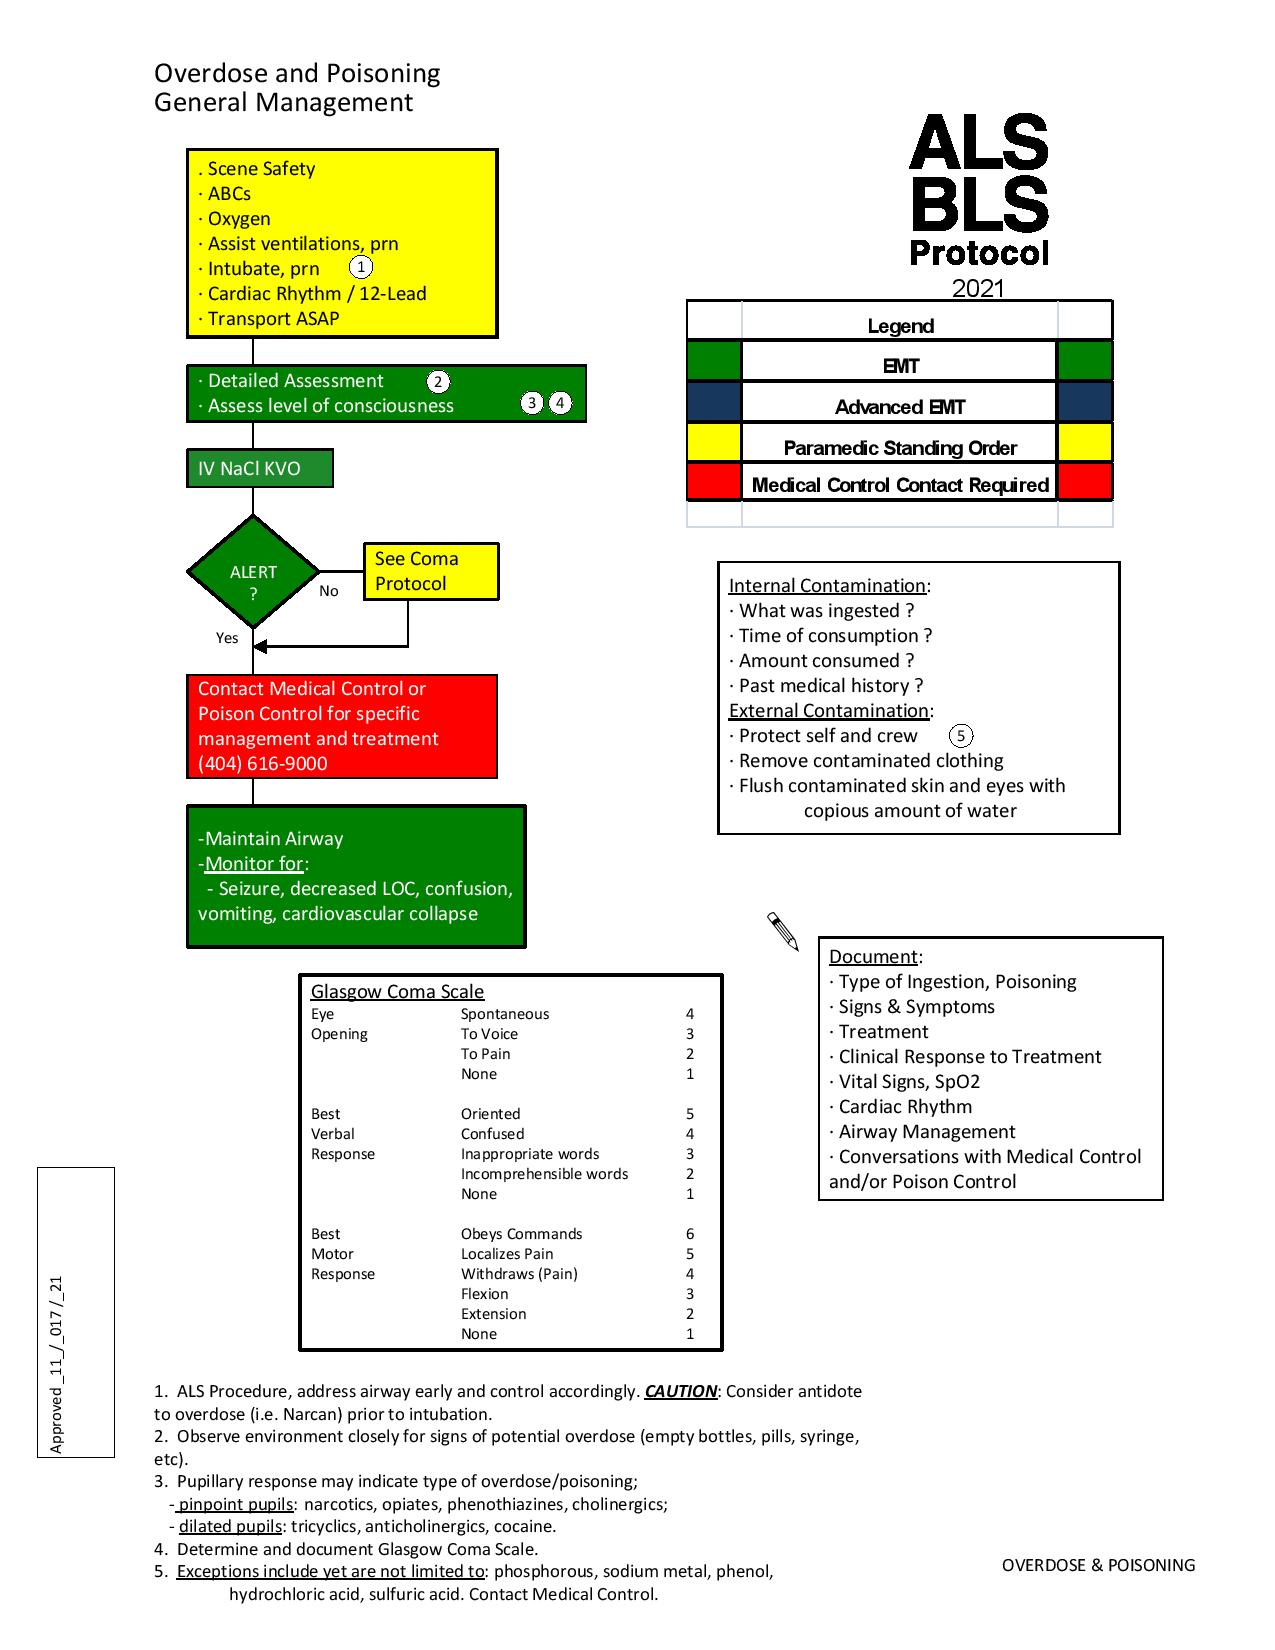 Overdose and Poisoning
General Management
ALS
BLS
Protocol
2021
. Scene Safety
· ABCs
· Oxygen
· Assist ventilations, prn
· Intubate, prn 1
· Cardiac Rhythm / 12-Lead
· Transport ASAP
· Detailed Assessment 2
· Assess level of consciousness 3 4
IV NaCl KVO
ALERT
?
No
Yes
See Coma
Protocol
Contact Medical Control or
Poison Control for specific
management and treatment
(404) 616-9000
-Maintain Airway
-Monitor for:
- Seizure, decreased LOC, confusion,
vomiting, cardiovascular collapse
Legend
EMT
Advanced EMT
Paramedic Standing Order
Medical Control Contact Required
Internal Contamination:
· What was ingested ?
· Time of consumption ?
· Amount consumed ?
· Past medical history ?
External Contamination:
· Protect self and crew 5
· Remove contaminated clothing
· Flush contaminated skin and eyes with
copious amount of water
Document:
· Type of Ingestion, Poisoning
· Signs & Symptoms
· Treatment
· Clinical Response to Treatment
· Vital Signs, SpO2
· Cardiac Rhythm
· Airway Management
· Conversations with Medical Control
and/or Poison Control
Glasgow Coma Scale
Eye Spontaneous 4
Opening To Voice 3
To Pain 2
None 1
Best Oriented 5
Verbal Confused 4
Response Inappropriate words 3
Incomprehensible words 2
None 1
Best Obeys Commands 6
Motor Localizes Pain 5
Response Withdraws (Pain) 4
Flexion 3
Extension 2
None 1
Approved _11_/_017 /_21
1. ALS Procedure, address airway early and control accordingly. CAUTION: Consider antidote
to overdose (i.e. Narcan) prior to intubation.
2. Observe environment closely for signs of potential overdose (empty bottles, pills, syringe,
etc).
3. Pupillary response may indicate type of overdose/poisoning;
- pinpoint pupils: narcotics, opiates, phenothiazines, cholinergics;
- dilated pupils: tricyclics, anticholinergics, cocaine.
4. Determine and document Glasgow Coma Scale.
5. Exceptions include yet are not limited to: phosphorous, sodium metal, phenol,
hydrochloric acid, sulfuric acid. Contact Medical Control.
OVERDOSE & POISONING